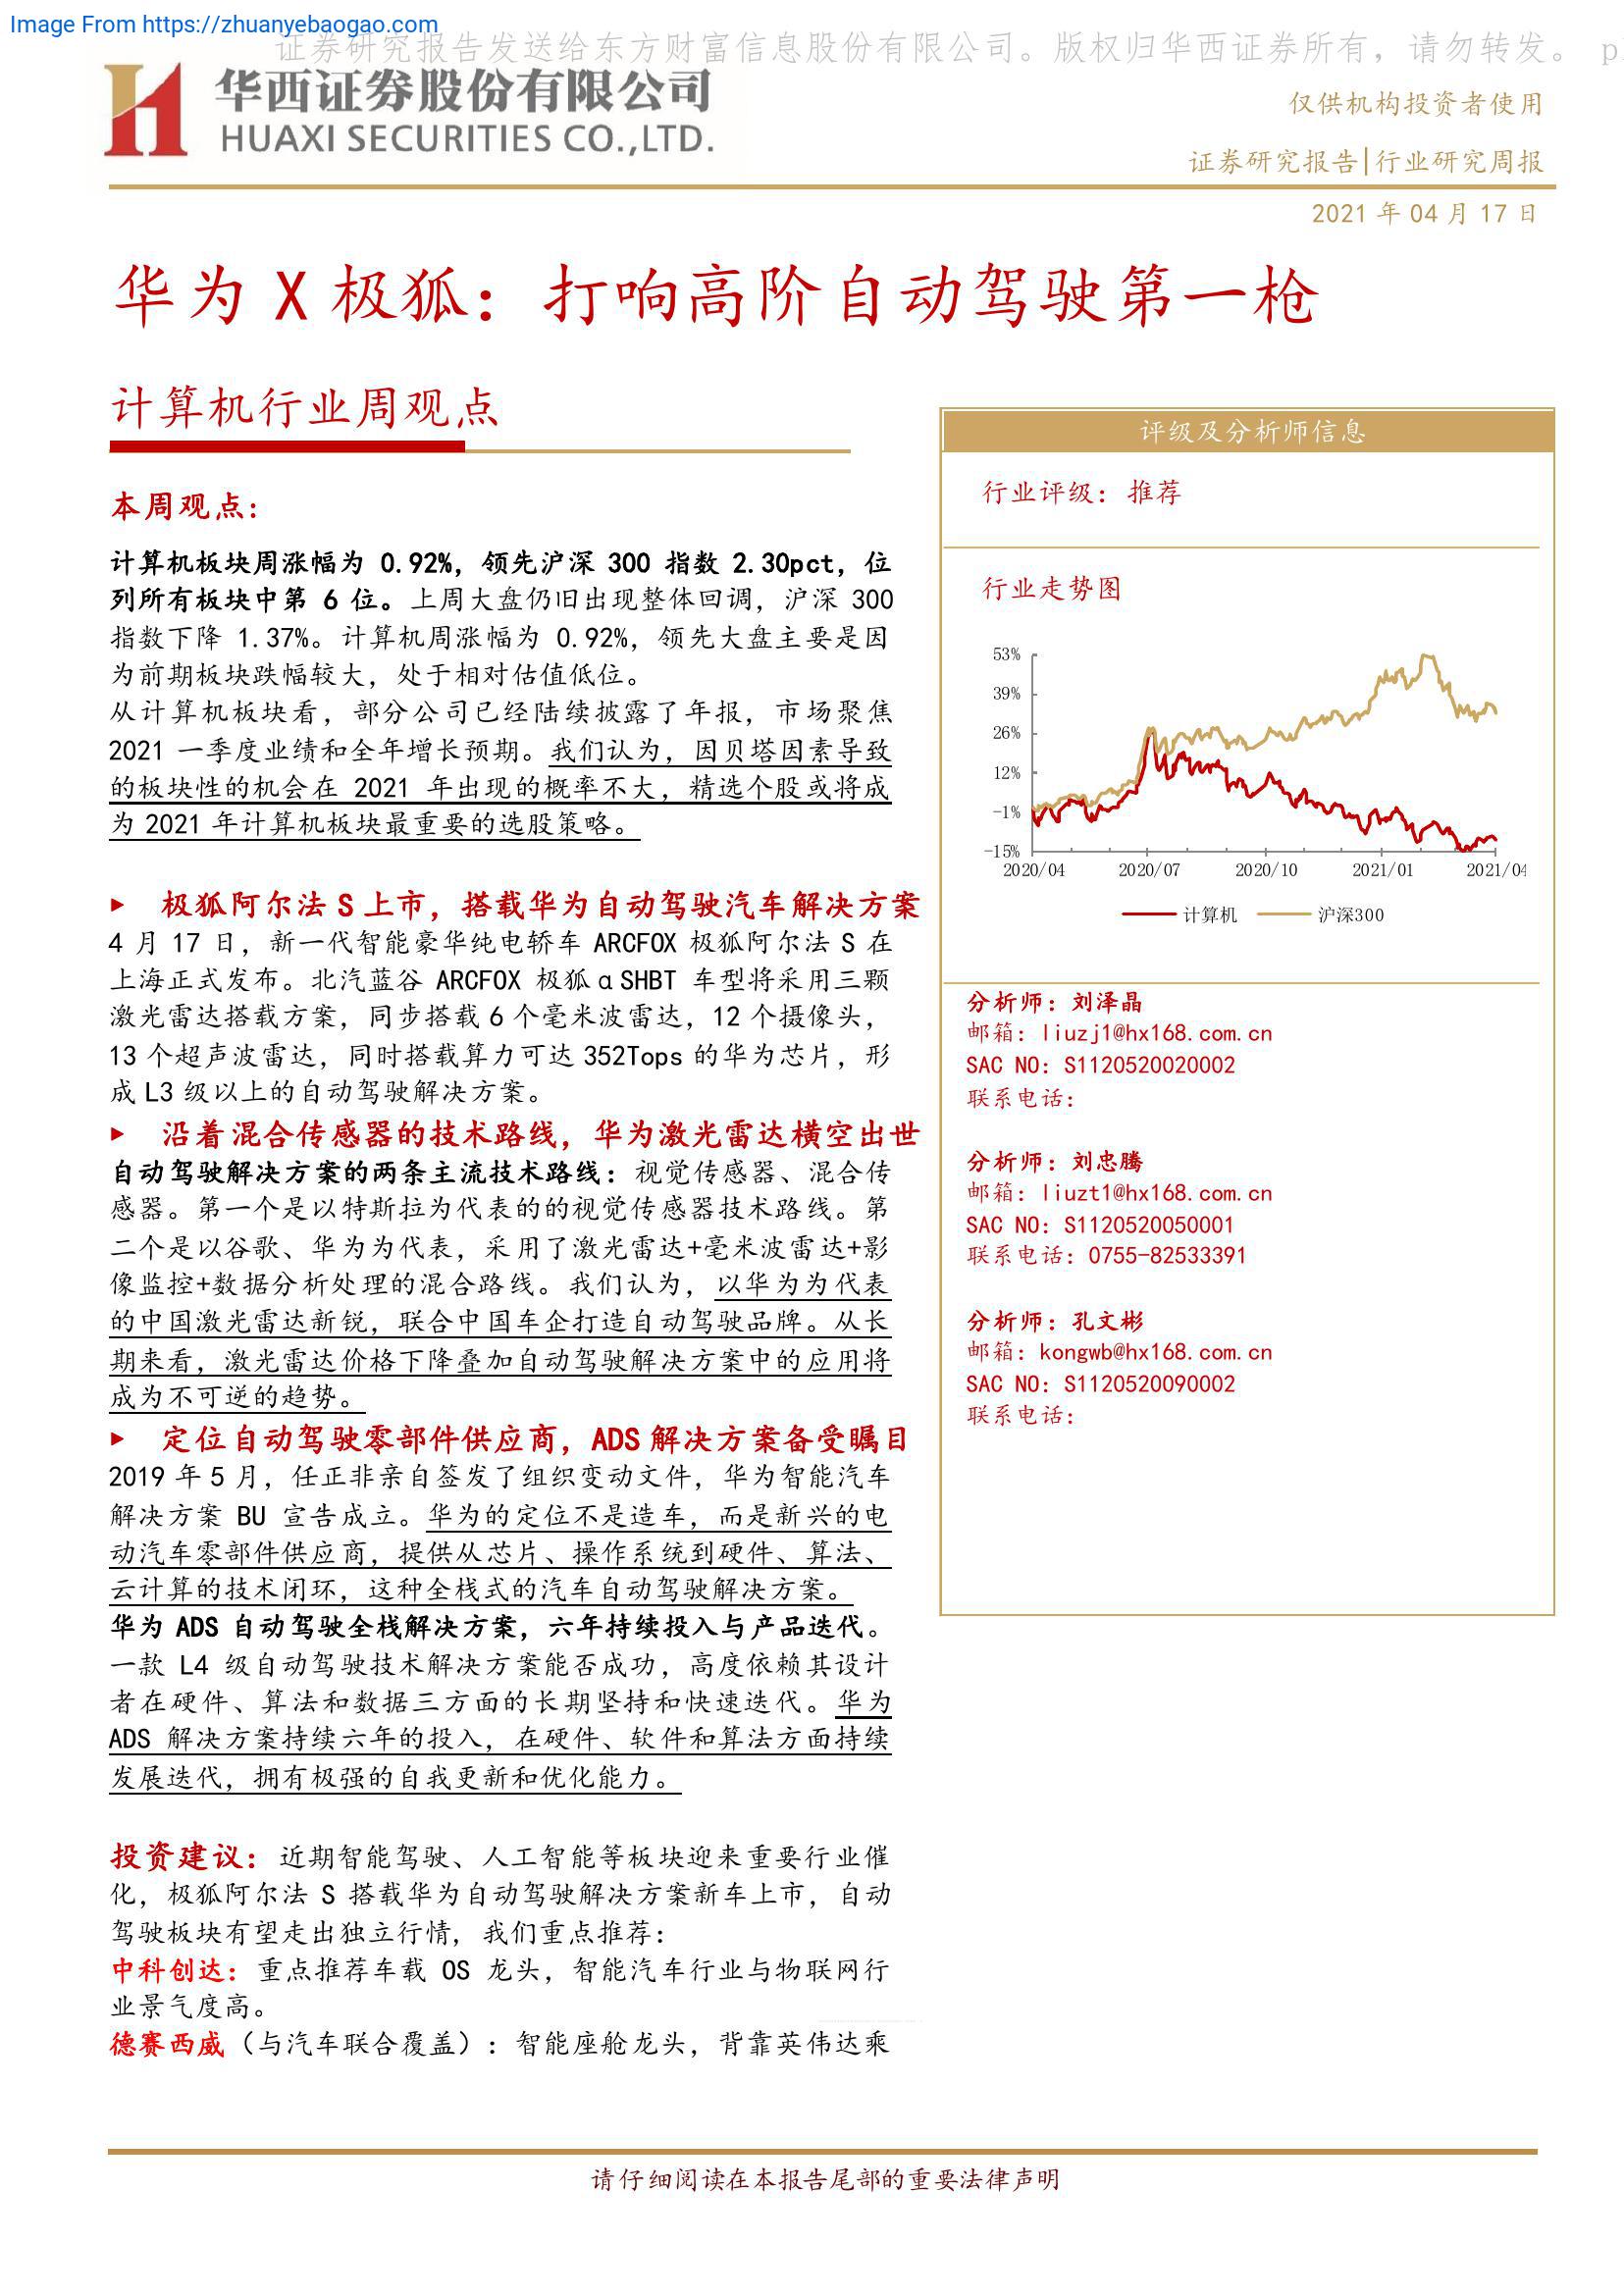 Image From https://zhuanyebaogao.com
证券研究报告发送给东方财富信息股份有限公司。版权归华西证券所有，请勿转发。 p
华西证券股份有限公司
HUAXI SECURITIES CO.,LTD.
仅供机构投资者使用
证券研究报告|行业研究周报
2021 年 04 月 17 日
华为 X 极狐：打响高阶自动驾驶第一枪
计算机行业周观点
本周观点：
计算机板块周涨幅为 0.92%，领先沪深 300 指数 2.30pct，位
列所有板块中第 6 位。上周大盘仍旧出现整体回调，沪深 300
指数下降 1.37%。计算机周涨幅为 0.92%，领先大盘主要是因
为前期板块跌幅较大，处于相对估值低位。
从计算机板块看，部分公司已经陆续披露了年报，市场聚焦
2021 一季度业绩和全年增长预期。我们认为，因贝塔因素导致
的板块性的机会在 2021 年出现的概率不大，精选个股或将成
为 2021 年计算机板块最重要的选股策略。
► 极狐阿尔法 S 上市，搭载华为自动驾驶汽车解决方案
4 月 17 日，新一代智能豪华纯电轿车 ARCFOX 极狐阿尔法 S 在
上海正式发布。北汽蓝谷 ARCFOX 极狐 α SHBT 车型将采用三颗
激光雷达搭载方案，同步搭载 6 个毫米波雷达，12 个摄像头，
13 个超声波雷达，同时搭载算力可达 352Tops 的华为芯片，形
成 L3 级以上的自动驾驶解决方案。
► 沿着混合传感器的技术路线，华为激光雷达横空出世
自动驾驶解决方案的两条主流技术路线：视觉传感器、混合传
感器。第一个是以特斯拉为代表的的视觉传感器技术路线。第
二个是以谷歌、华为为代表，采用了激光雷达+毫米波雷达+影
像监控+数据分析处理的混合路线。我们认为，以华为为代表
的中国激光雷达新锐，联合中国车企打造自动驾驶品牌。从长
期来看，激光雷达价格下降叠加自动驾驶解决方案中的应用将
成为不可逆的趋势。
► 定位自动驾驶零部件供应商，ADS 解决方案备受瞩目
2019 年 5 月，任正非亲自签发了组织变动文件，华为智能汽车
解决方案 BU 宣告成立。华为的定位不是造车，而是新兴的电
动汽车零部件供应商，提供从芯片、操作系统到硬件、算法、
云计算的技术闭环，这种全栈式的汽车自动驾驶解决方案。
华为 ADS 自动驾驶全栈解决方案，六年持续投入与产品迭代。
一款 L4 级自动驾驶技术解决方案能否成功，高度依赖其设计
者在硬件、算法和数据三方面的长期坚持和快速迭代。华为
ADS 解决方案持续六年的投入，在硬件、软件和算法方面持续
发展迭代，拥有极强的自我更新和优化能力。
投资建议：近期智能驾驶、人工智能等板块迎来重要行业催
化，极狐阿尔法 S 搭载华为自动驾驶解决方案新车上市，自动
驾驶板块有望走出独立行情，我们重点推荐：
中科创达：重点推荐车载 OS 龙头，智能汽车行业与物联网行
业景气度高。
德赛西威（与汽车联合覆盖）：智能座舱龙头，背靠英伟达乘
评级及分析师信息
行业评级：推荐
行业走势图
53%
39%
26%
12%
-1%
-15%
2020/04 2020/07 2020/10 2021/01 2021/04
计算机 沪深300
分析师：刘泽晶
邮箱：liuzj1@hx168.com.cn
SAC NO：S1120520020002
联系电话：
分析师：刘忠腾
邮箱：liuzt1@hx168.com.cn
SAC NO：S1120520050001
联系电话：0755-82533391
分析师：孔文彬
邮箱：kongwb@hx168.com.cn
SAC NO：S1120520090002
联系电话：
请仔细阅读在本报告尾部的重要法律声明